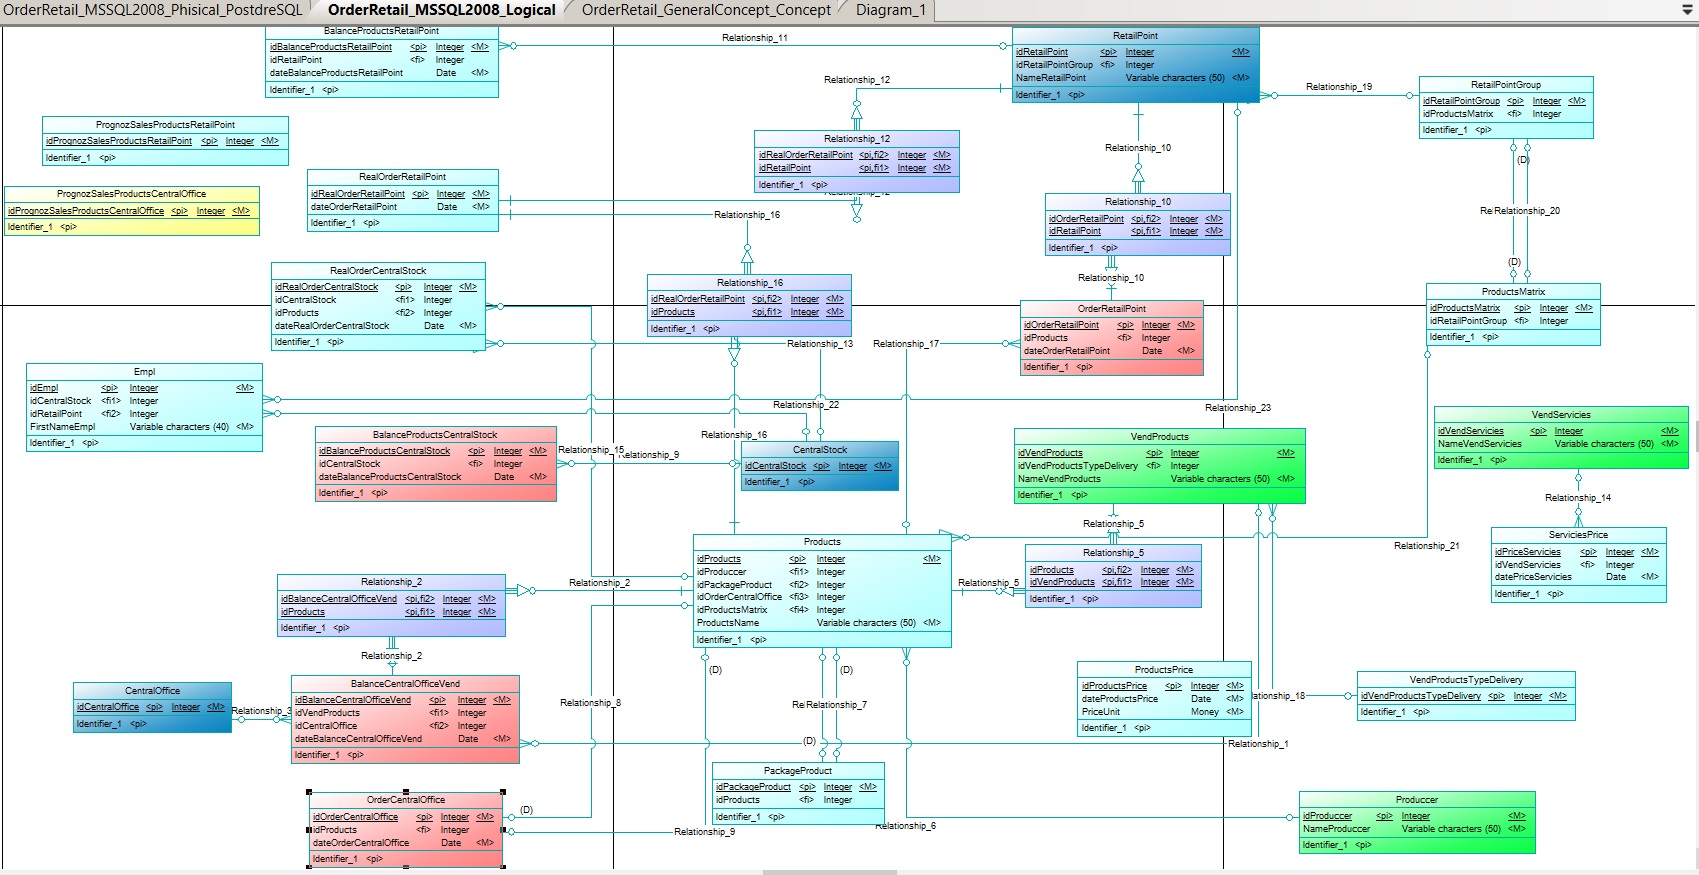 OrderRetail_MSSQL2008_Phisical_PostdreSQL OrderRetail_MSSQL2008_Logical OrderRetail_GeneralConcept_Concept Diagram_1
BalanceProductsRetailPoint
idBalanceProductsRetailPoint <pi> Integer <M>
idRetailPoint <fi> Integer
dateBalanceProductsRetailPoint Date <M>
Identifier_1 <pi>
Relationship_11
RetailPoint
idRetailPoint <pi> Integer <M>
idRetailPointGroup <fi> Integer
NameRetailPoint Variable characters (50) <M>
Identifier_1 <pi>
Relationship_12
Relationship_19
RetailPointGroup
idRetailPointGroup <pi> Integer <M>
idProductsMatrix <fi> Integer
Identifier_1 <pi>
PrognozSalesProductsRetailPoint
idPrognozSalesProductsRetailPoint <pi> Integer <M>
Identifier_1 <pi>
Relationship_12
idRealOrderRetailPoint <pi,fi2> Integer <M>
idRetailPoint <pi,fi1> Integer <M>
Identifier_1 <pi>
Relationship_10
(D)
RealOrderRetailPoint
idRealOrderRetailPoint <pi> Integer <M>
dateOrderRetailPoint Date <M>
Identifier_1 <pi>
PrognozSalesProductsCentralOffice
idPrognozSalesProductsCentralOffice <pi> Integer <M>
Identifier_1 <pi>
Relationship_12
Relationship_16
Relationship_10
idOrderRetailPoint <pi,fi2> Integer <M>
idRetailPoint <pi,fi1> Integer <M>
Identifier_1 <pi>
Rel Relationship_20
(D)
RealOrderCentralStock
idRealOrderCentralStock <pi> Integer <M>
idCentralStock <fi1> Integer
idProducts <fi2> Integer
dateRealOrderCentralStock Date <M>
Identifier_1 <pi>
Relationship_16
idRealOrderRetailPoint <pi,fi2> Integer <M>
idProducts <pi,fi1> Integer <M>
Identifier_1 <pi>
Relationship_10
OrderRetailPoint
idOrderRetailPoint <pi> Integer <M>
idProducts <fi> Integer
dateOrderRetailPoint Date <M>
Identifier_1 <pi>
ProductsMatrix
idProductsMatrix <pi> Integer <M>
idRetailPointGroup <fi> Integer
Identifier_1 <pi>
Relationship_13
Relationship_17
Empl
idEmpl <pi> Integer <M>
idCentralStock <fi1> Integer
idRetailPoint <fi2> Integer
FirstNameEmpl Variable characters (40) <M>
Identifier_1 <pi>
Relationship_22
Relationship_23
BalanceProductsCentralStock
idBalanceProductsCentralStock <pi> Integer <M>
idCentralStock <fi> Integer
dateBalanceProductsCentralStock Date <M>
Identifier_1 <pi>
Relationship_15
elationship_9
Relationship_16
CentralStock
idCentralStock <pi> Integer <M>
Identifier_1 <pi>
VendProducts
idVendProducts <pi> Integer <M>
idVendProductsTypeDelivery <fi> Integer
NameVendProducts Variable characters (50) <M>
Identifier_1 <pi>
VendServicies
idVendServicies <pi> Integer <M>
NameVendServicies Variable characters (50) <M>
Identifier_1 <pi>
Relationship_14
Relationship_5
ServiciesPrice
idPriceServicies <pi> Integer <M>
idVendServicies <fi> Integer
datePriceServicies Date <M>
Identifier_1 <pi>
Relationship_21
Products
idProducts <pi> Integer <M>
idProduccer <fi1> Integer
idPackageProduct <fi2> Integer
idOrderCentralOffice <fi3> Integer
idProductsMatrix <fi4> Integer
ProductsName Variable characters (50) <M>
Identifier_1 <pi>
Relationship_5
Relationship_5
idProducts <pi,fi2> Integer <M>
idVendProducts <pi,fi1> Integer <M>
Identifier_1 <pi>
Relationship_2
idBalanceCentralOfficeVend <pi,fi2> Integer <M>
idProducts <pi,fi1> Integer <M>
Identifier_1 <pi>
Relationship_2
Relationship_2
(D)
(D)
ProductsPrice
idProductsPrice <pi> Integer <M>
dateProductsPrice Date <M>
PriceUnit Money <M>
Identifier_1 <pi>
VendProductsTypeDelivery
idVendProductsTypeDelivery <pi> Integer <M>
Identifier_1 <pi>
lationship_18
CentralOffice
idCentralOffice <pi> Integer <M>
Identifier_1 <pi>
Relationship_3
BalanceCentralOfficeVend
idBalanceCentralOfficeVend <pi> Integer <M>
idVendProducts <fi1> Integer
idCentralOffice <fi2> Integer
dateBalanceCentralOfficeVend Date <M>
Identifier_1 <pi>
Relationship_8
Rel Relationship_7
(D)
Relationship_1
PackageProduct
idPackageProduct <pi> Integer <M>
idProducts <fi> Integer
Identifier_1 <pi>
OrderCentralOffice
idOrderCentralOffice <pi> Integer <M>
idProducts <fi> Integer
dateOrderCentralOffice Date <M>
Identifier_1 <pi>
(D)
Relationship_9
Relationship_6
Produccer
idProduccer <pi> Integer <M>
NameProduccer Variable characters (50) <M>
Identifier_1 <pi>